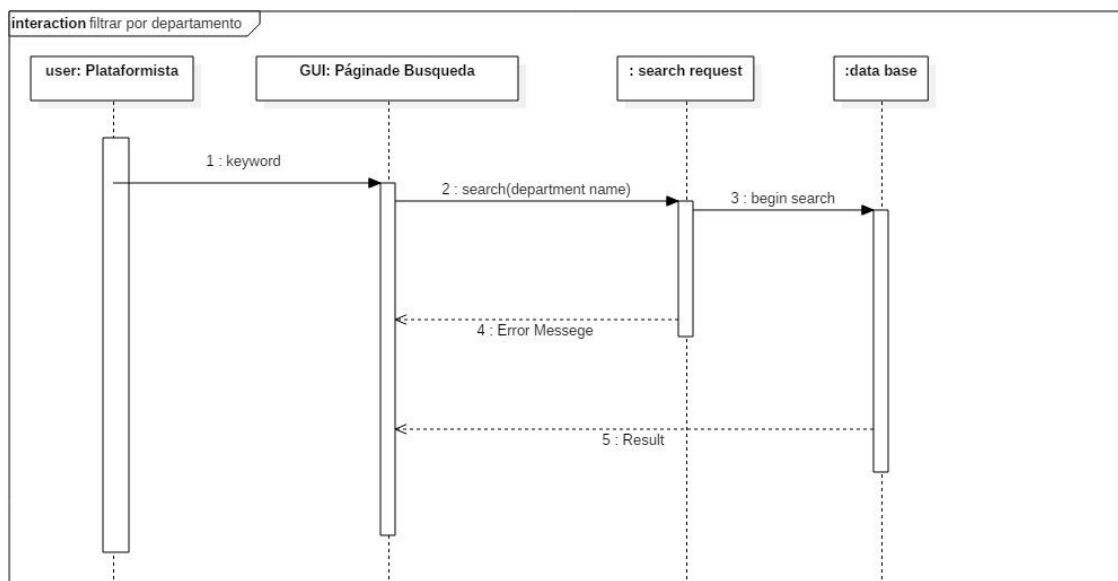 interaction filtrar por departamento
user: Plataformista
GUI: Páginade Busqueda
: search request
:data base
1 : keyword
2 : search(department name)
3 : begin search
4 : Error Messege
5 : Result